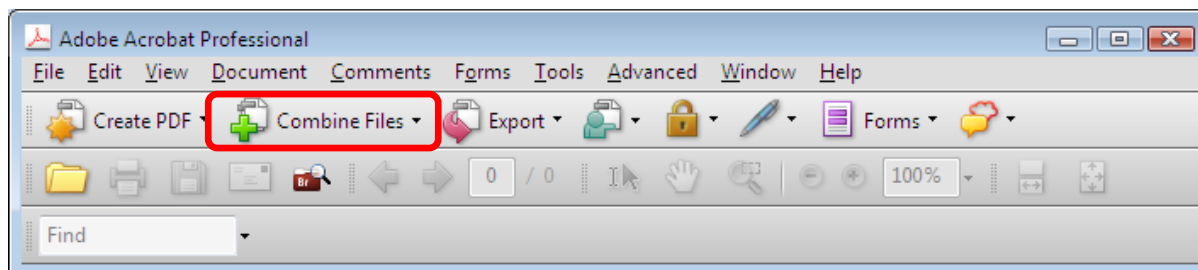 Adobe Acrobat Professional
File Edit View Document Comments Forms Tools Advanced Window Help
Create PDF Combine Files Export Forms
Br 0 / 0 100%
Find